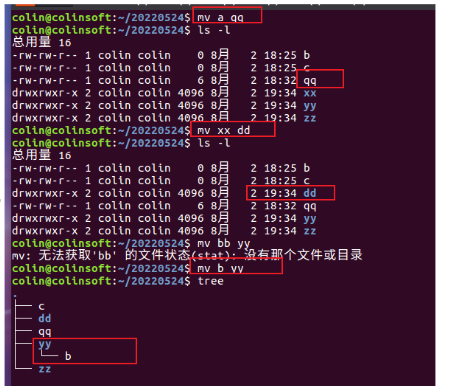 colin@colinsoft:~/20220524$ mv a qq
colin@colinsoft:~/20220524$ ls -l
总用量 16
-rw-rw-r-- 1 colin colin    0 8月   2 18:25 b
-rw-rw-r-- 1 colin colin    0 8月   2 18:25 c
-rw-rw-r-- 1 colin colin    6 8月   2 18:32 qq
drwxrwxr-x 2 colin colin 4096 8月   2 19:34 xx
drwxrwxr-x 2 colin colin 4096 8月   2 19:34 yy
drwxrwxr-x 2 colin colin 4096 8月   2 19:34 zz
colin@colinsoft:~/20220524$ mv xx dd
colin@colinsoft:~/20220524$ ls -l
总用量 16
-rw-rw-r-- 1 colin colin    0 8月   2 18:25 b
-rw-rw-r-- 1 colin colin    0 8月   2 18:25 c
drwxrwxr-x 2 colin colin 4096 8月   2 19:34 dd
-rw-rw-r-- 1 colin colin    6 8月   2 18:32 qq
drwxrwxr-x 2 colin colin 4096 8月   2 19:34 yy
drwxrwxr-x 2 colin colin 4096 8月   2 19:34 zz
colin@colinsoft:~/20220524$ mv bb yy
mv: 无法获取'bb' 的文件状态(stat): 没有那个文件或目录
colin@colinsoft:~/20220524$ mv b yy
colin@colinsoft:~/20220524$ tree
.
├── c
├── dd
├── qq
├── yy
│   └── b
└── zz